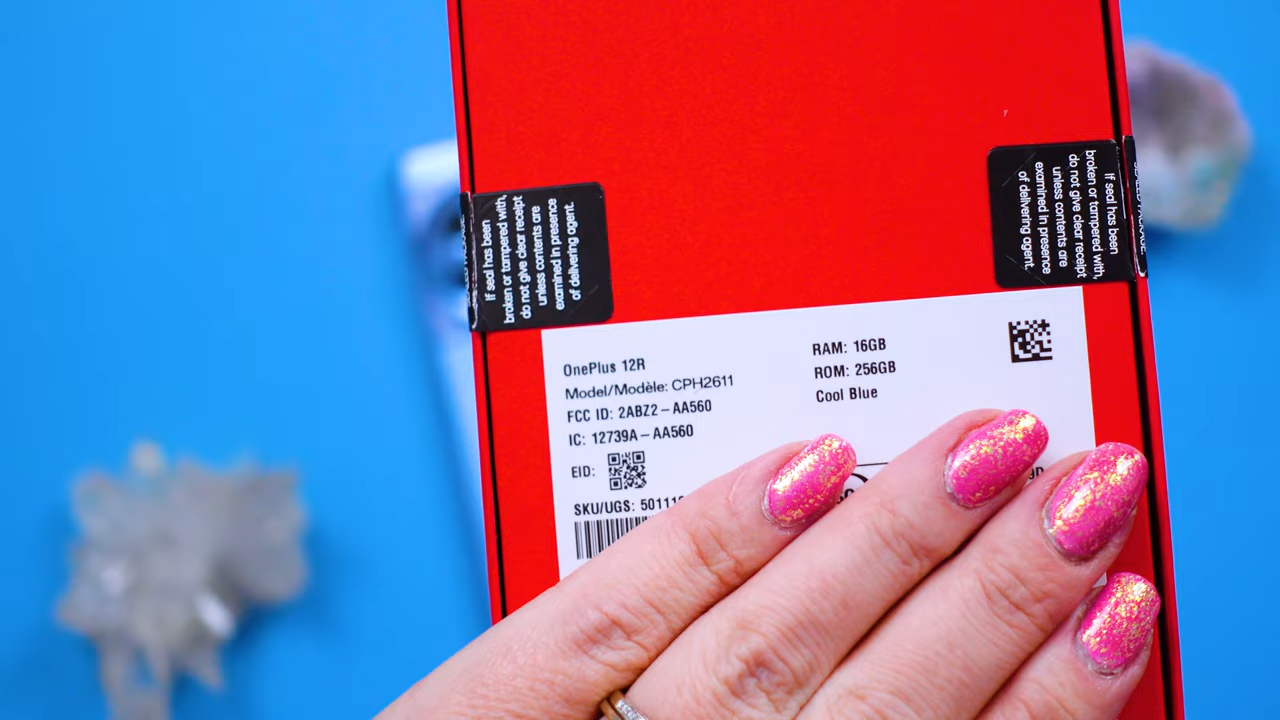 If seal has been
broken or tampered with,
do not give clear receipt
unless contents are
examined in presence
of delivering agent.
If seal has been
broken or tampered with,
do not give clear receipt
unless contents are
examined in presence
of delivering agent.
OnePlus 12R
Model/Modèle: CPH2611
FCC ID: 2ABZ2-AA560
IC: 12739A-AA560
EID:
SKU/UGS:
RAM: 16GB
ROM: 256GB
Cool Blue